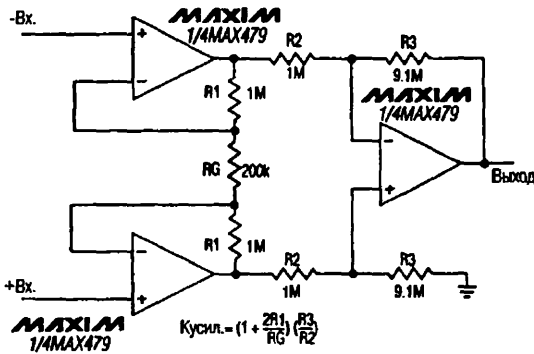 MAXIM
1/4MAX479
-Вх.
+
−
R1
1M
R2
1M
R3
9.1M
MAXIM
1/4MAX479
−
+
Выход
RG
200k
−
+
R1
1M
R2
1M
R3
9.1M
+Вх.
MAXIM
1/4MAX479
Кусил.= (1 + 2R1/RG) (R3/R2)